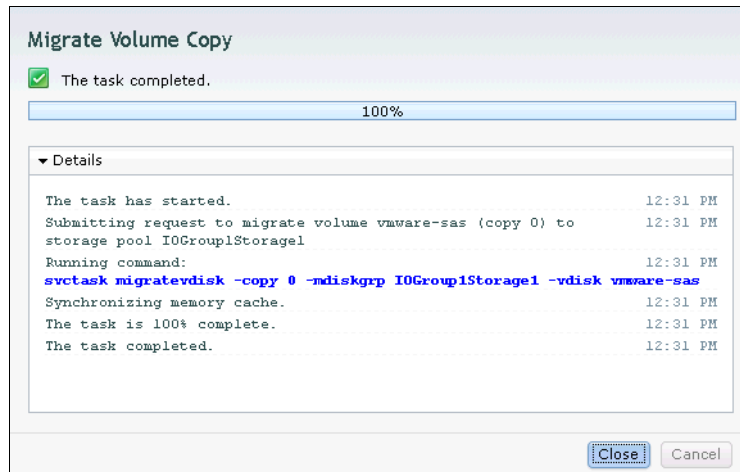 Migrate Volume Copy
The task completed.
100%
Details
The task has started. 12:31 PM
Submitting request to migrate volume vmware-sas (copy 0) to 12:31 PM
storage pool IOGroup1Storage1
Running command: 12:31 PM
svctask migratevdisk -copy 0 -mdiskgrp IOGroup1Storage1 -vdisk vmware-sas
Synchronizing memory cache. 12:31 PM
The task is 100% complete. 12:31 PM
The task completed. 12:31 PM
Close Cancel